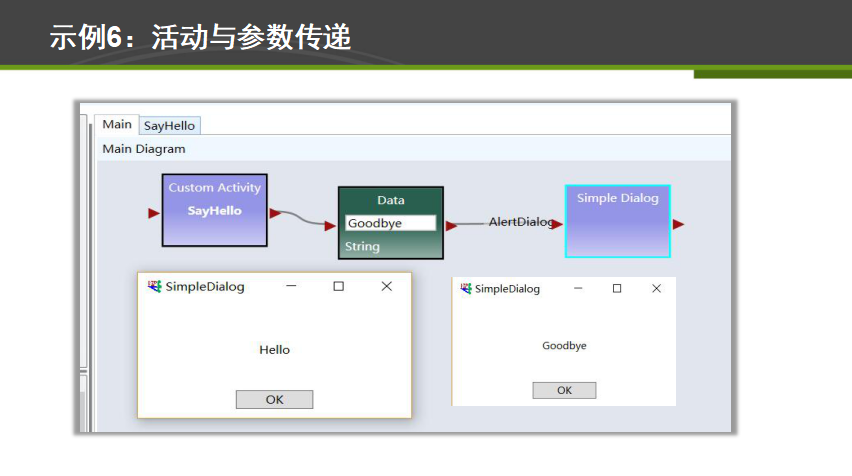 示例6：活动与参数传递
Main SayHello
Main Diagram
Custom Activity
SayHello
Data
Goodbye
String
AlertDialog
Simple Dialog
SimpleDialog
Hello
OK
SimpleDialog
Goodbye
OK